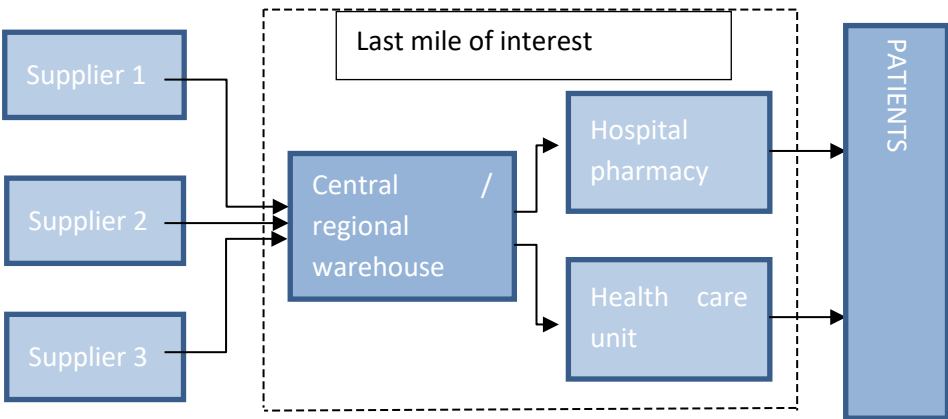 Last mile of interest
Supplier 1
Supplier 2
Supplier 3
Central /
regional
warehouse
Hospital
pharmacy
Health care
unit
PATIENTS